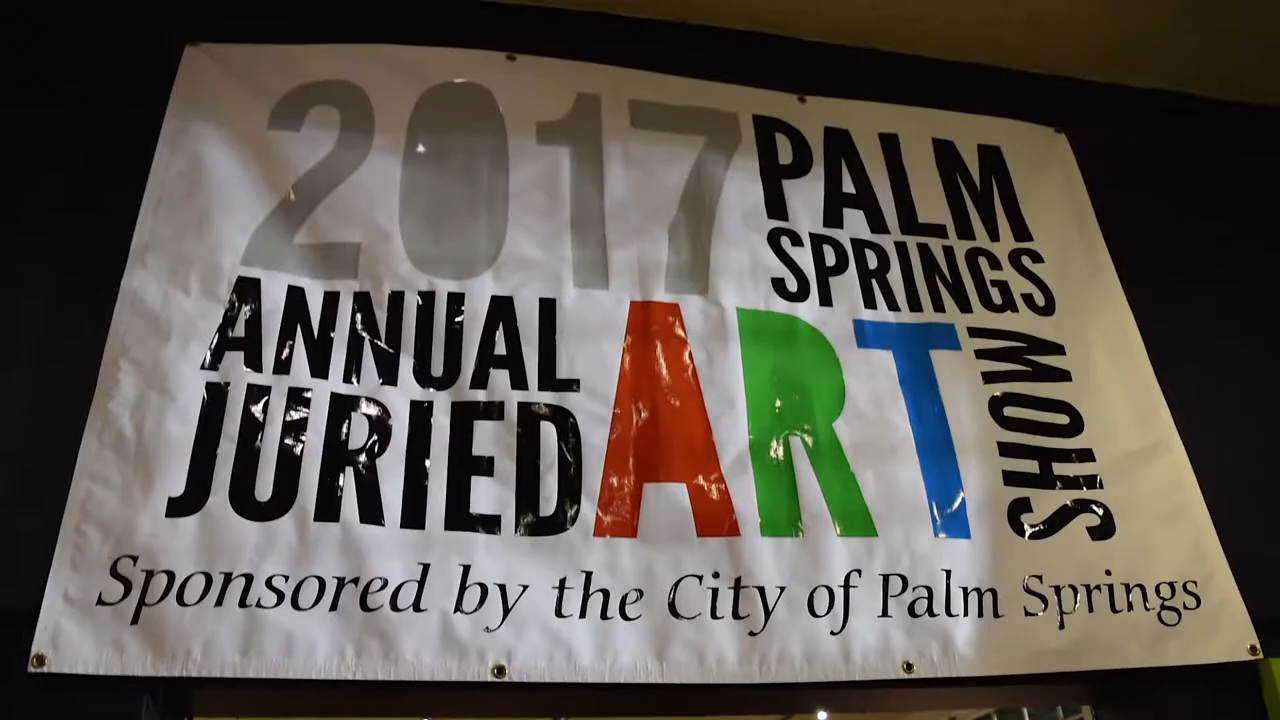 2017
PALM
SPRINGS
ANNUAL
JURIED
ART
SHOW
Sponsored by the City of Palm Springs